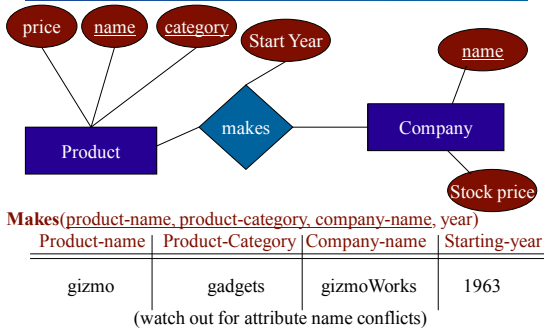 price
name
category
Start Year
name
makes
Company
Product
Stock price
Makes(product-name, product-category, company-name, year)
Product-name Product-Category Company-name Starting-year
gizmo gadgets gizmoWorks 1963
(watch out for attribute name conflicts)